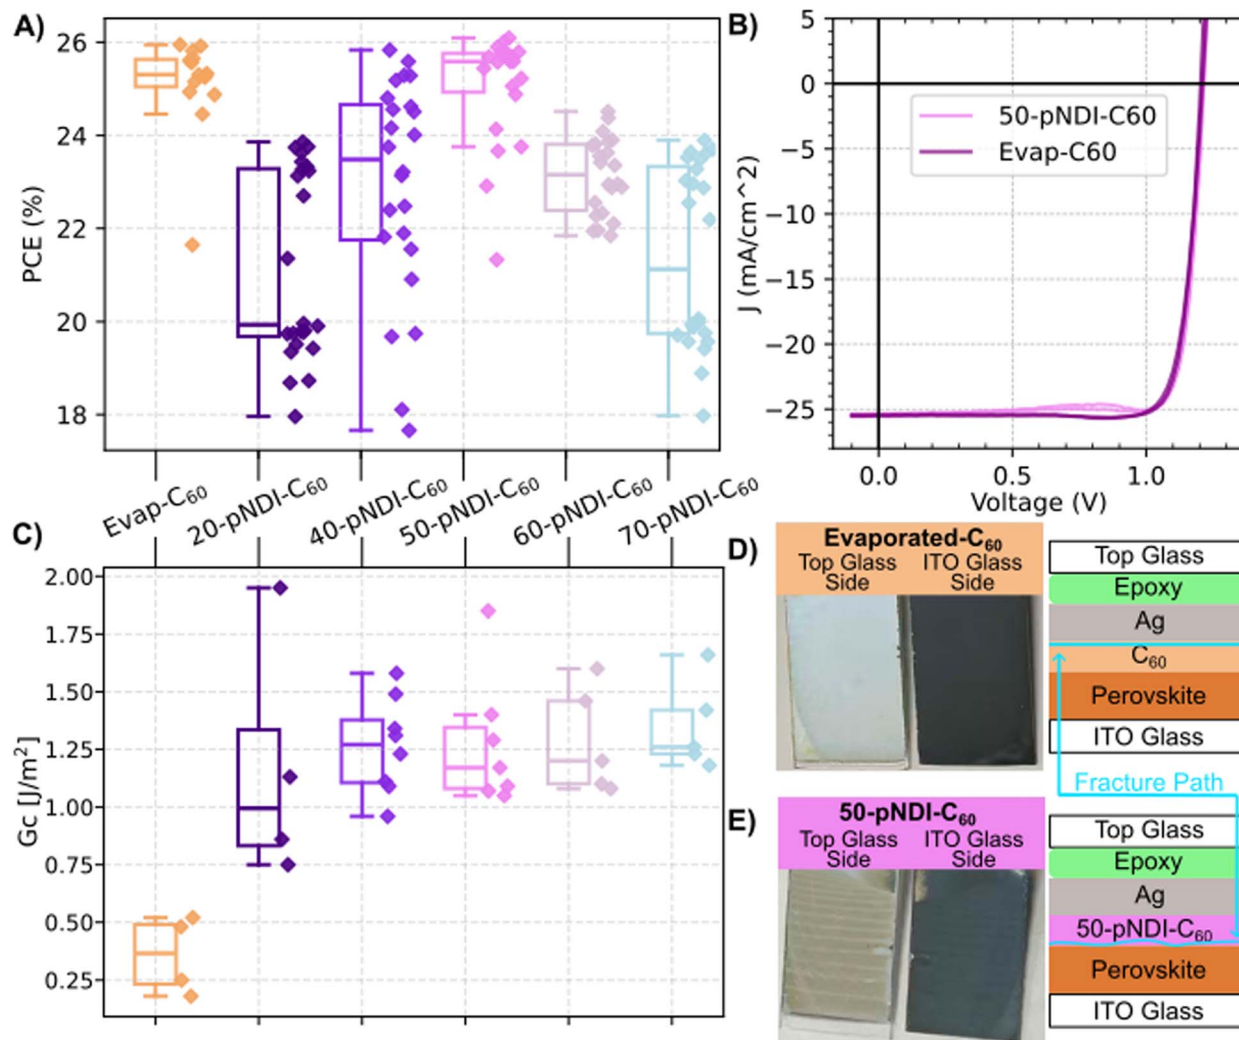 A)
PCE (%)
26
24
22
20
18
Evap-C₆₀
20-pNDI-C₆₀
40-pNDI-C₆₀
50-pNDI-C₆₀
60-pNDI-C₆₀
70-pNDI-C₆₀
B)
J (mA/cm^2)
5
0
−5
−10
−15
−20
−25
50-pNDI-C60
Evap-C60
0.0
0.5
1.0
Voltage (V)
C)
Gc [J/m²]
2.00
1.75
1.50
1.25
1.00
0.75
0.50
0.25
D)
Evaporated-C₆₀
Top Glass Side
ITO Glass Side
Top Glass
Epoxy
Ag
C₆₀
Perovskite
ITO Glass
Fracture Path
E)
50-pNDI-C₆₀
Top Glass Side
ITO Glass Side
Top Glass
Epoxy
Ag
50-pNDI-C₆₀
Perovskite
ITO Glass